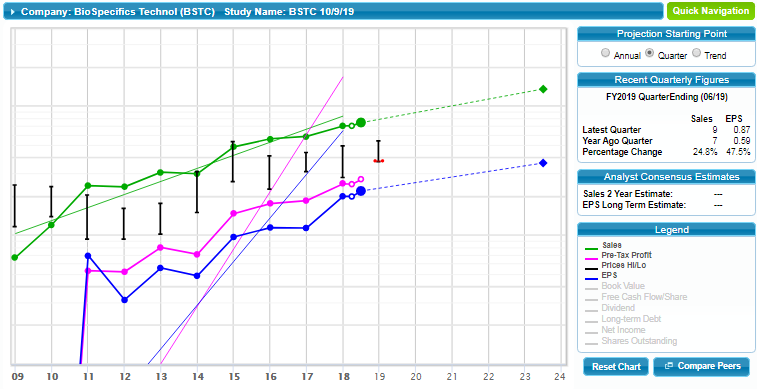 Company: BioSpecifics Technol (BSTC) Study Name: BSTC 10/9/19
Quick Navigation
Projection Starting Point
Annual Quarter Trend
Recent Quarterly Figures
FY2019 QuarterEnding (06/19)
Sales EPS
Latest Quarter 9 0.87
Year Ago Quarter 7 0.59
Percentage Change 24.8% 47.5%
Analyst Consensus Estimates
Sales 2 Year Estimate: ---
EPS Long Term Estimate: ---
Legend
Sales
Pre-Tax Profit
Prices Hi/Lo
EPS
Book Value
Free Cash Flow/Share
Dividend
Long-term Debt
Net Income
Shares Outstanding
Reset Chart Compare Peers
09 10 11 12 13 14 15 16 17 18 19 20 21 22 23 24